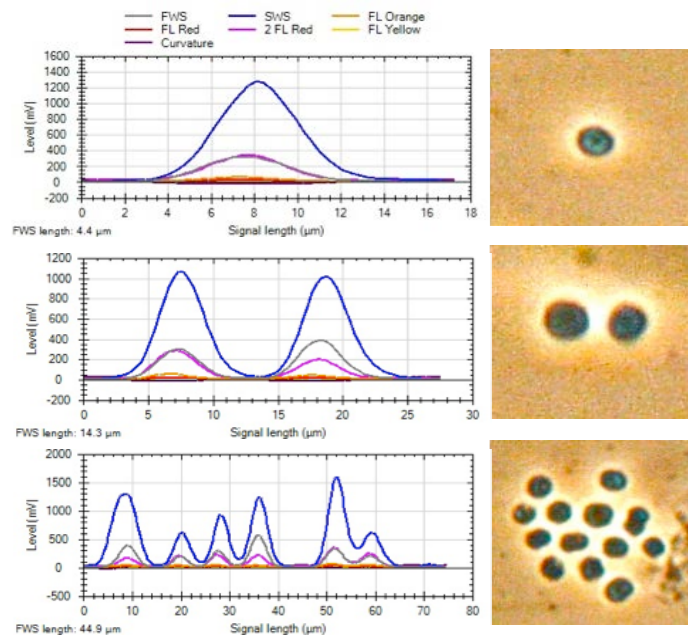 FWS SWS FL Orange
FL Red 2 FL Red FL Yellow
Curvature
Level [mV]
1400
1200
1000
800
600
400
200
0
-200
0 2 4 6 8 10 12 14 16 18
FWS length: 4.4 µm Signal length (µm)
Level [mV]
1200
1000
800
600
400
200
0
-200
0 5 10 15 20 25 30
FWS length: 14.3 µm Signal length (µm)
Level [mV]
2000
1500
1000
500
0
-500
0 10 20 30 40 50 60 70 80
FWS length: 44.9 µm Signal length (µm)